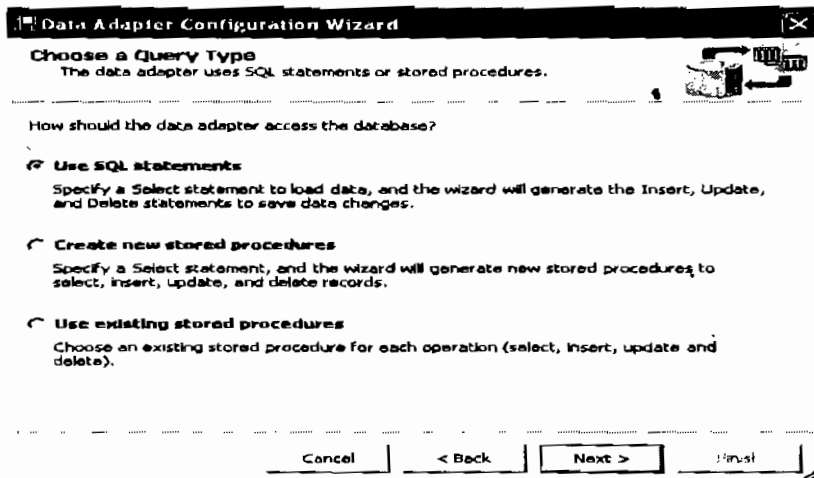 Data Adapter Configuration Wizard
Choose a Query Type
The data adapter uses SQL statements or stored procedures.
How should the data adapter access the database?
Use SQL statements
Specify a Select statement to load data, and the wizard will generate the Insert, Update,
and Delete statements to save data changes.
Create new stored procedures
Specify a Select statement, and the wizard will generate new stored procedures to
select, insert, update, and delete records.
Use existing stored procedures
Choose an existing stored procedure for each operation (select, insert, update and
delete).
Cancel
< Back
Next >